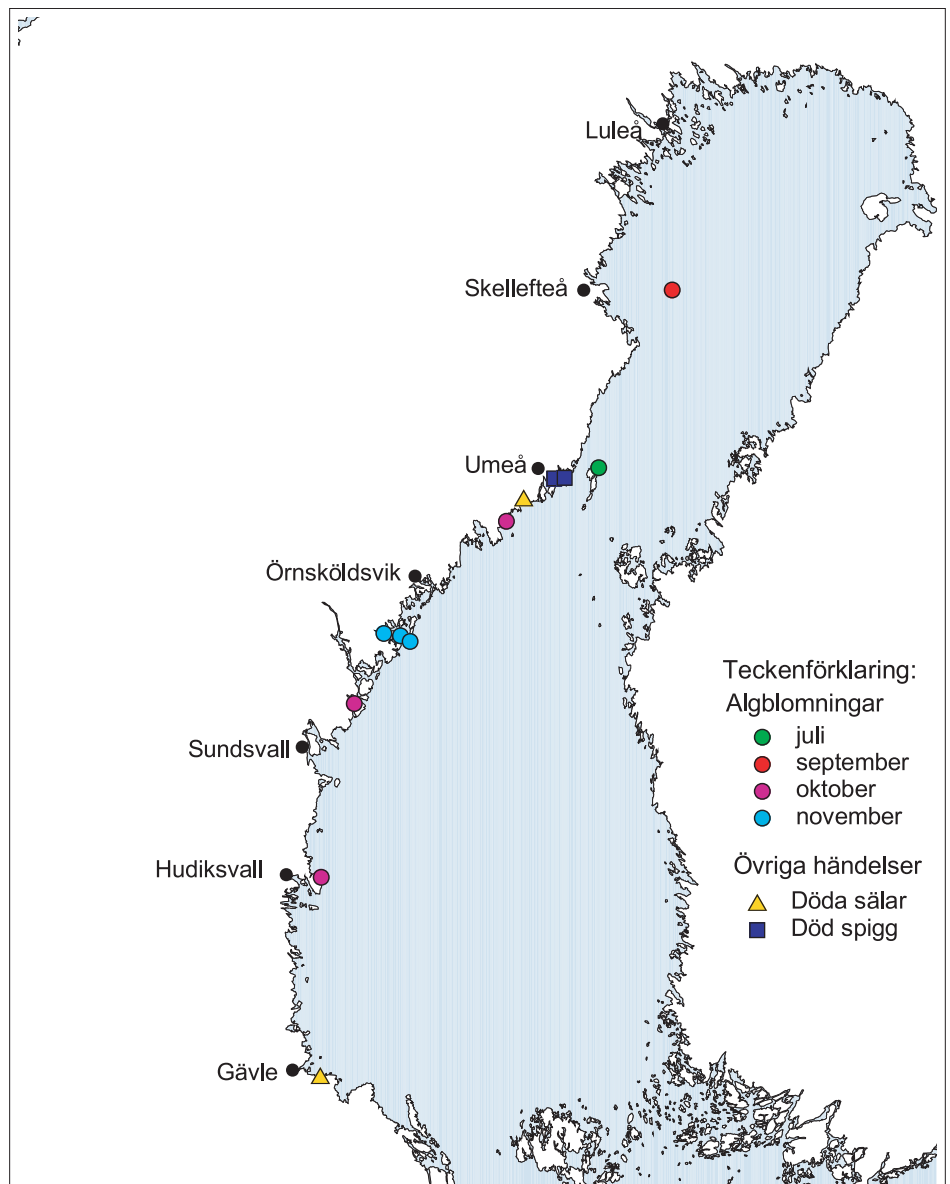 Luleå
Skellefteå
Umeå
Örnsköldsvik
Sundsvall
Hudiksvall
Gävle
Teckenförklaring:
Algblomningar
juli
september
oktober
november
Övriga händelser
Döda sälar
Död spigg